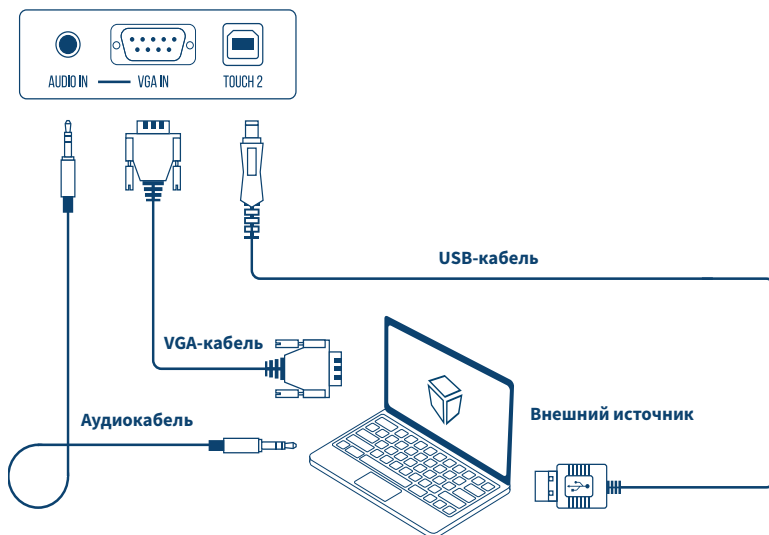 AUDIO IN — VGA IN TOUCH 2
USB-кабель
VGA-кабель
Внешний источник
Аудиокабель